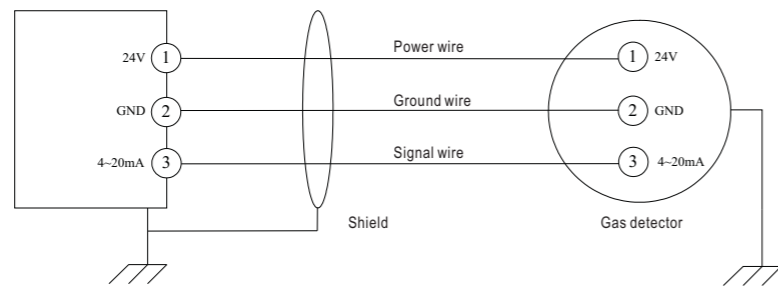 24V 1 Power wire 1 24V
GND 2 Ground wire 2 GND
4~20mA 3 Signal wire 3 4~20mA
Shield Gas detector